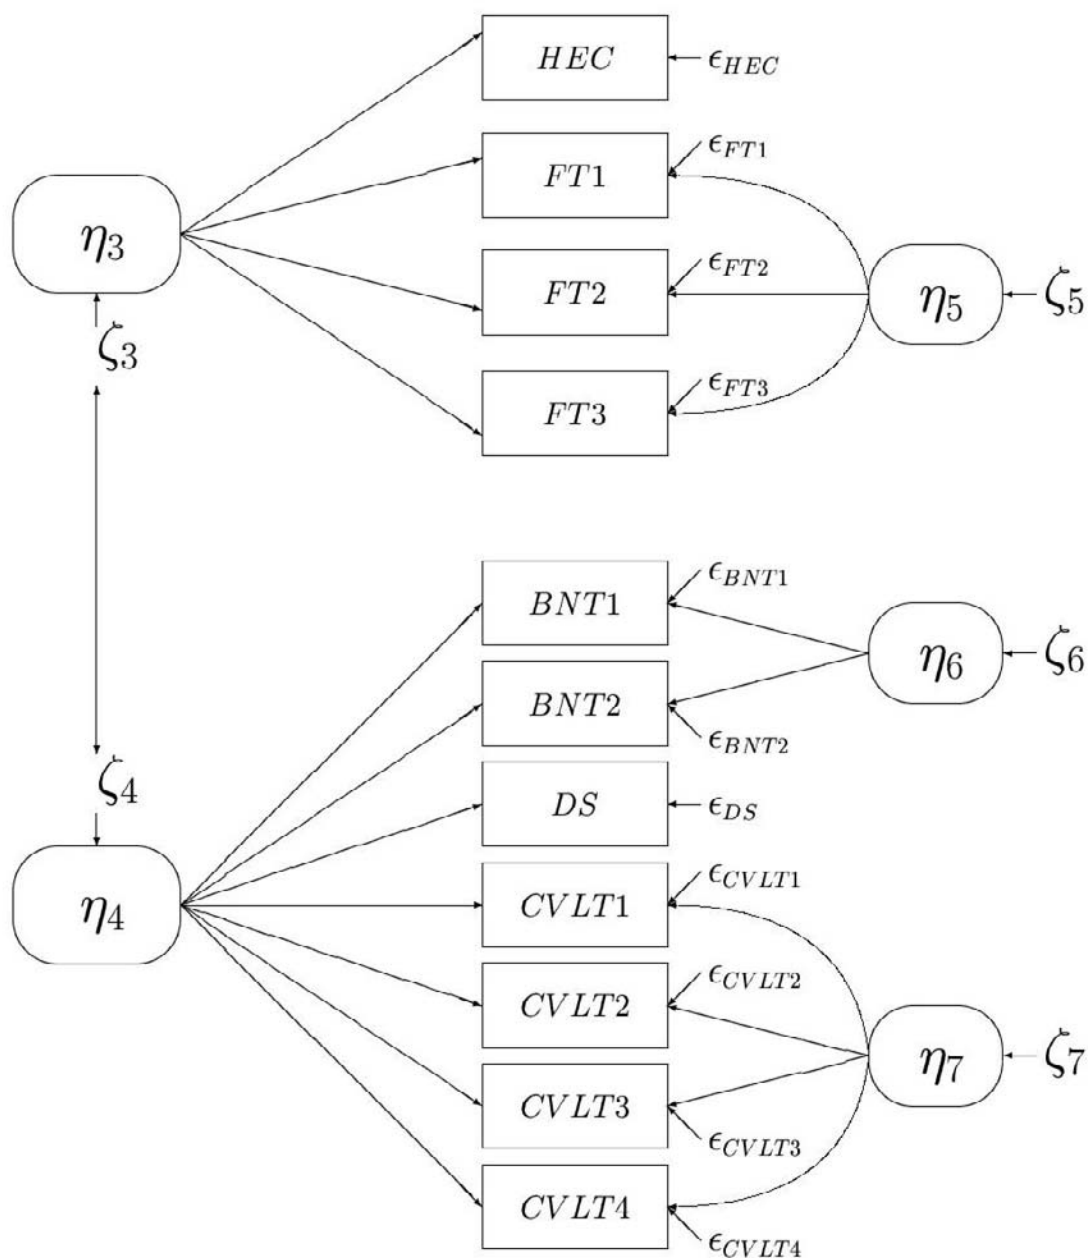 HEC
ϵ_HEC
ϵ_FT1
FT1
η₃
ϵ_FT2
FT2
η₅
ζ₅
ζ₃
ϵ_FT3
FT3
ϵ_BNT1
BNT1
η₆
ζ₆
BNT2
ϵ_BNT2
ζ₄
DS
ϵ_DS
ϵ_CVLT1
CVLT1
η₄
ϵ_CVLT2
CVLT2
η₇
ζ₇
CVLT3
ϵ_CVLT3
CVLT4
ϵ_CVLT4